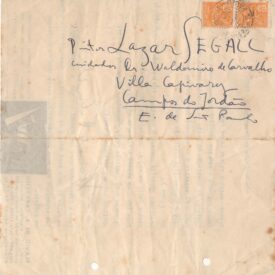 Pintor Lazar SEGALL
cuidados Dr. Waldomiro de Carvalho
Villa Capivary
Campos do Jordão
E. de São Paulo